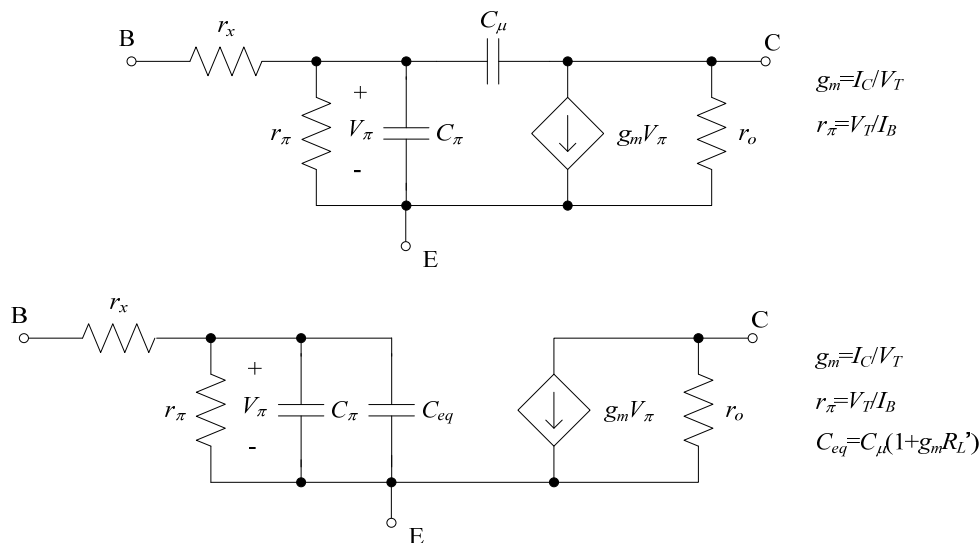 C_μ
B
r_x
C
g_m=I_C/V_T
+
r_π
V_π
C_π
g_mV_π
r_o
r_π=V_T/I_B
-
E
r_x
B
C
g_m=I_C/V_T
+
r_π
V_π
C_π
C_eq
g_mV_π
r_o
r_π=V_T/I_B
-
C_eq=C_μ(1+g_mR_L')
E